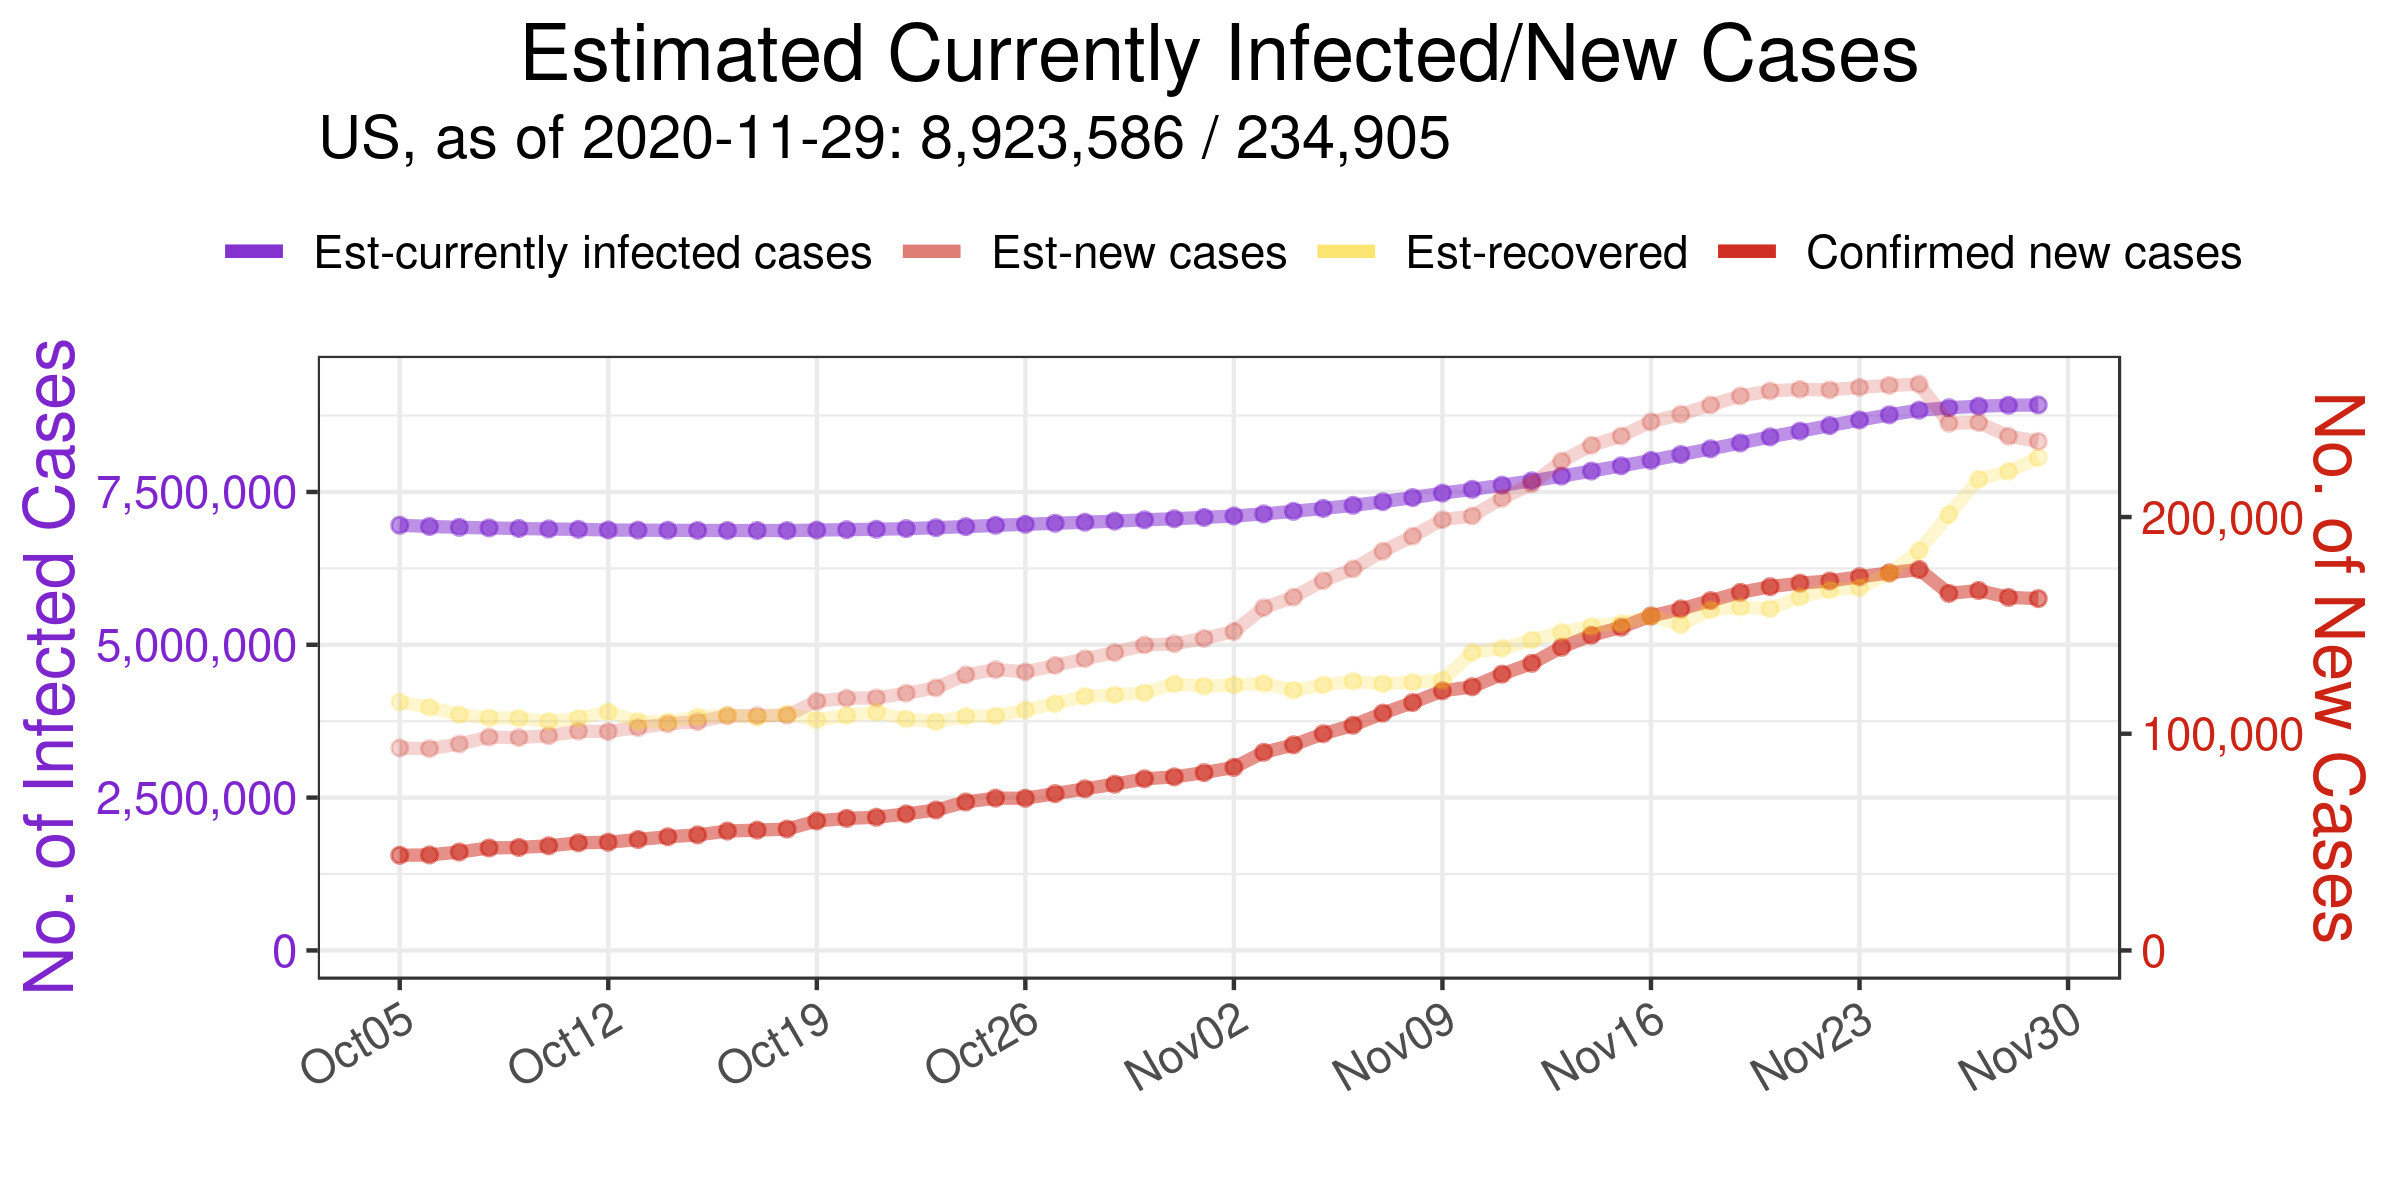 Estimated Currently Infected/New Cases
US, as of 2020-11-29: 8,923,586 / 234,905
Est-currently infected cases Est-new cases Est-recovered Confirmed new cases
No. of Infected Cases
7,500,000
5,000,000
2,500,000
0
200,000
100,000
0
No. of New Cases
Oct05 Oct12 Oct19 Oct26 Nov02 Nov09 Nov16 Nov23 Nov30